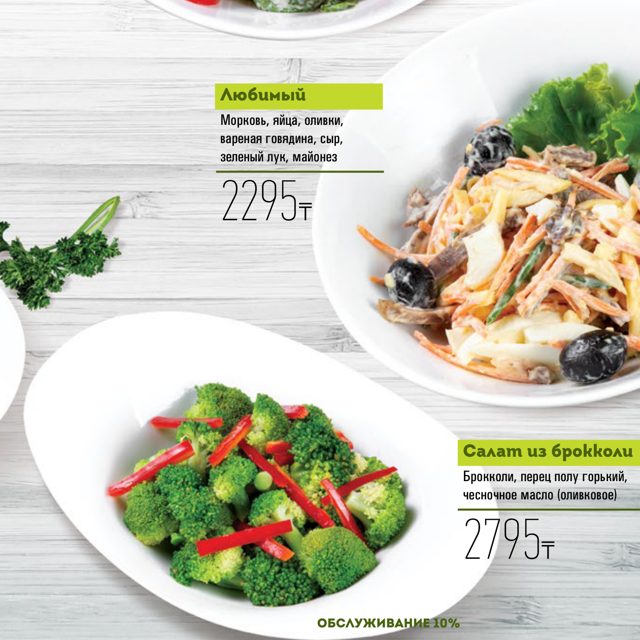 Любимый
Морковь, яйца, оливки,
вареная говядина, сыр,
зеленый лук, майонез
2295₸
Салат из брокколи
Брокколи, перец полу горький,
чесночное масло (оливковое)
2795₸
ОБСЛУЖИВАНИЕ 10%